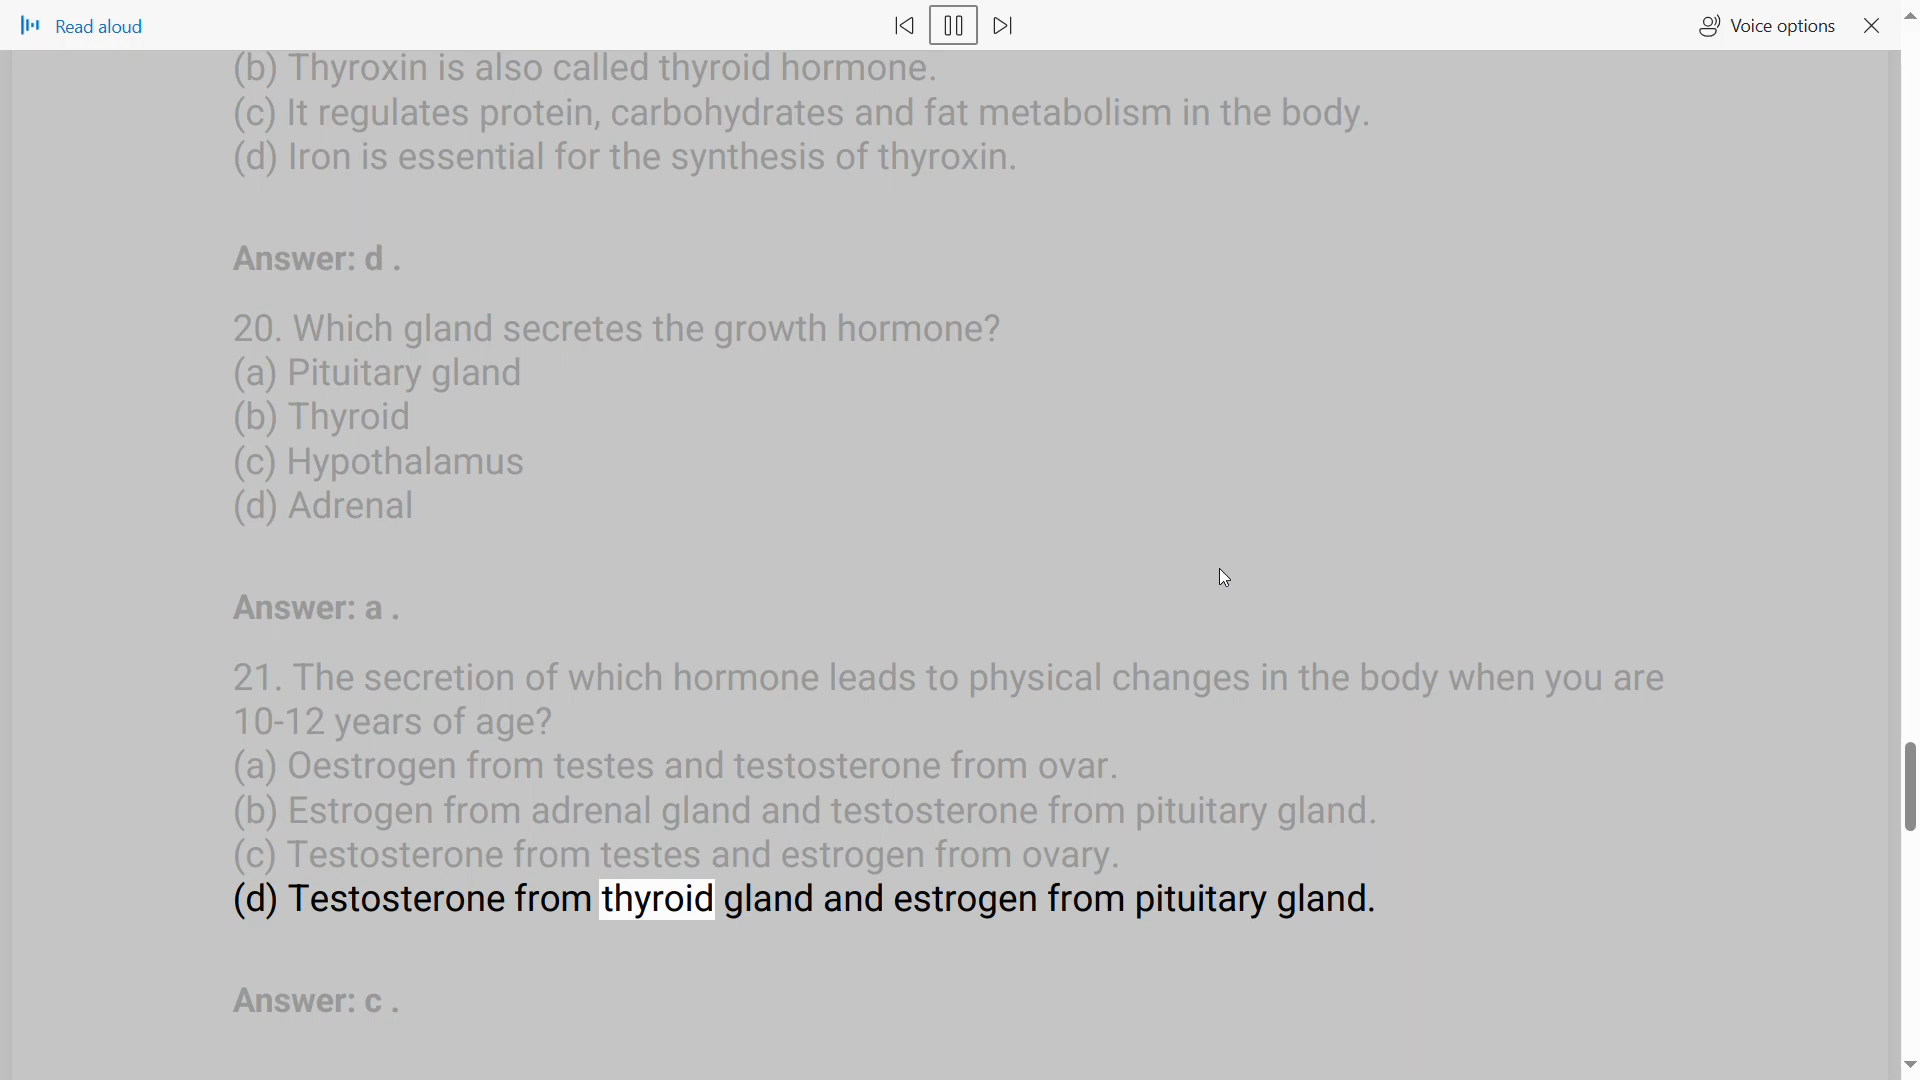 Read aloud
Voice options
(b) Thyroxin is also called thyroid hormone.
(c) It regulates protein, carbohydrates and fat metabolism in the body.
(d) Iron is essential for the synthesis of thyroxin.
Answer: d .
20. Which gland secretes the growth hormone?
(a) Pituitary gland
(b) Thyroid
(c) Hypothalamus
(d) Adrenal
Answer: a .
21. The secretion of which hormone leads to physical changes in the body when you are
10-12 years of age?
(a) Oestrogen from testes and testosterone from ovar.
(b) Estrogen from adrenal gland and testosterone from pituitary gland.
(c) Testosterone from testes and estrogen from ovary.
(d) Testosterone from thyroid gland and estrogen from pituitary gland.
Answer: c .